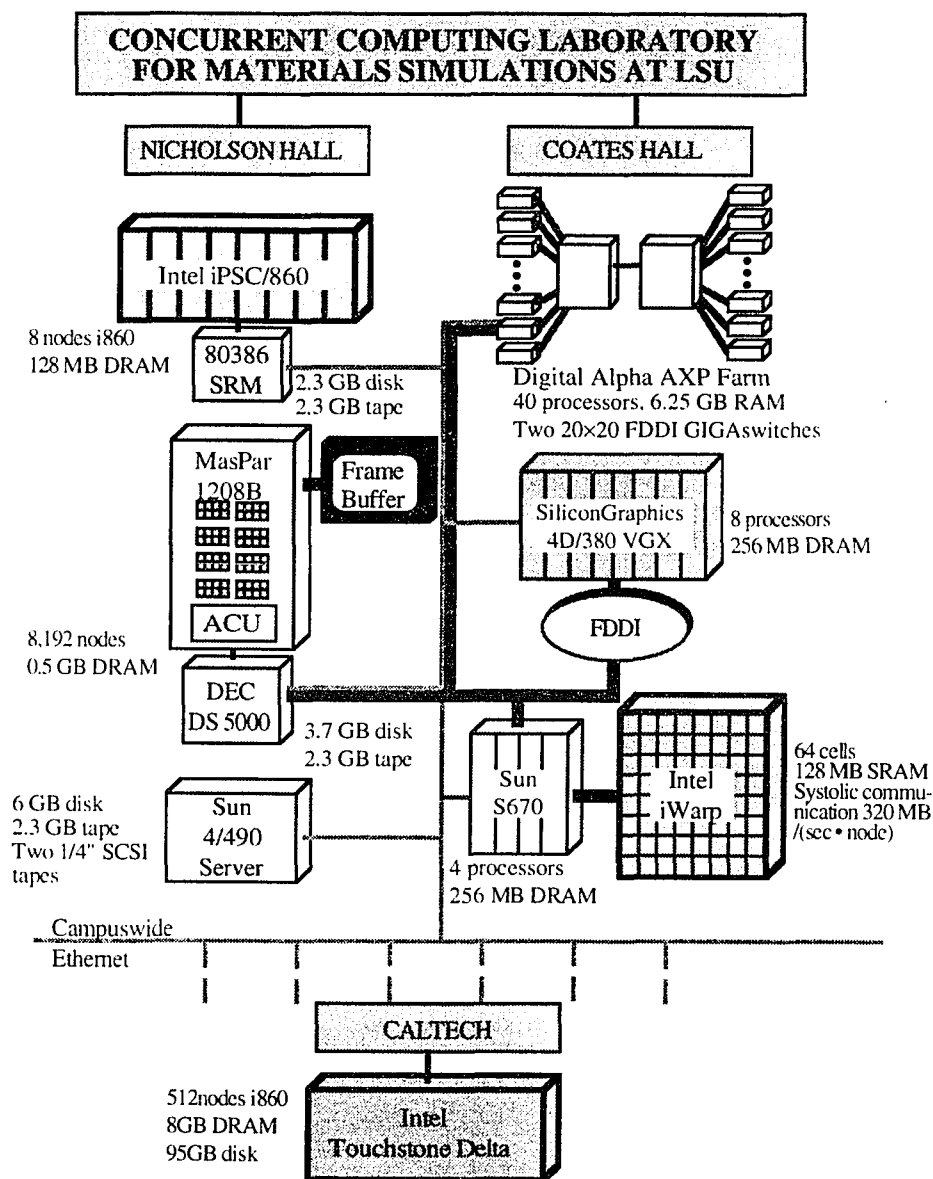 CONCURRENT COMPUTING LABORATORY
FOR MATERIALS SIMULATIONS AT LSU
NICHOLSON HALL
COATES HALL
Intel iPSC/860
8 nodes i860
128 MB DRAM
80386
SRM
2.3 GB disk
2.3 GB tape
Digital Alpha AXP Farm
40 processors, 6.25 GB RAM
Two 20×20 FDDI GIGAswitches
MasPar
1208B
Frame
Buffer
ACU
SiliconGraphics
4D/380 VGX
8 processors
256 MB DRAM
FDDI
8,192 nodes
0.5 GB DRAM
DEC
DS 5000
3.7 GB disk
2.3 GB tape
Sun
S670
4 processors
256 MB DRAM
Intel
iWarp
64 cells
128 MB SRAM
Systolic commu-
nication 320 MB
/(sec•node)
6 GB disk
2.3 GB tape
Two 1/4" SCSI
tapes
Sun
4/490
Server
Campuswide
Ethernet
CALTECH
512nodes i860
8GB DRAM
95GB disk
Intel
Touchstone Delta